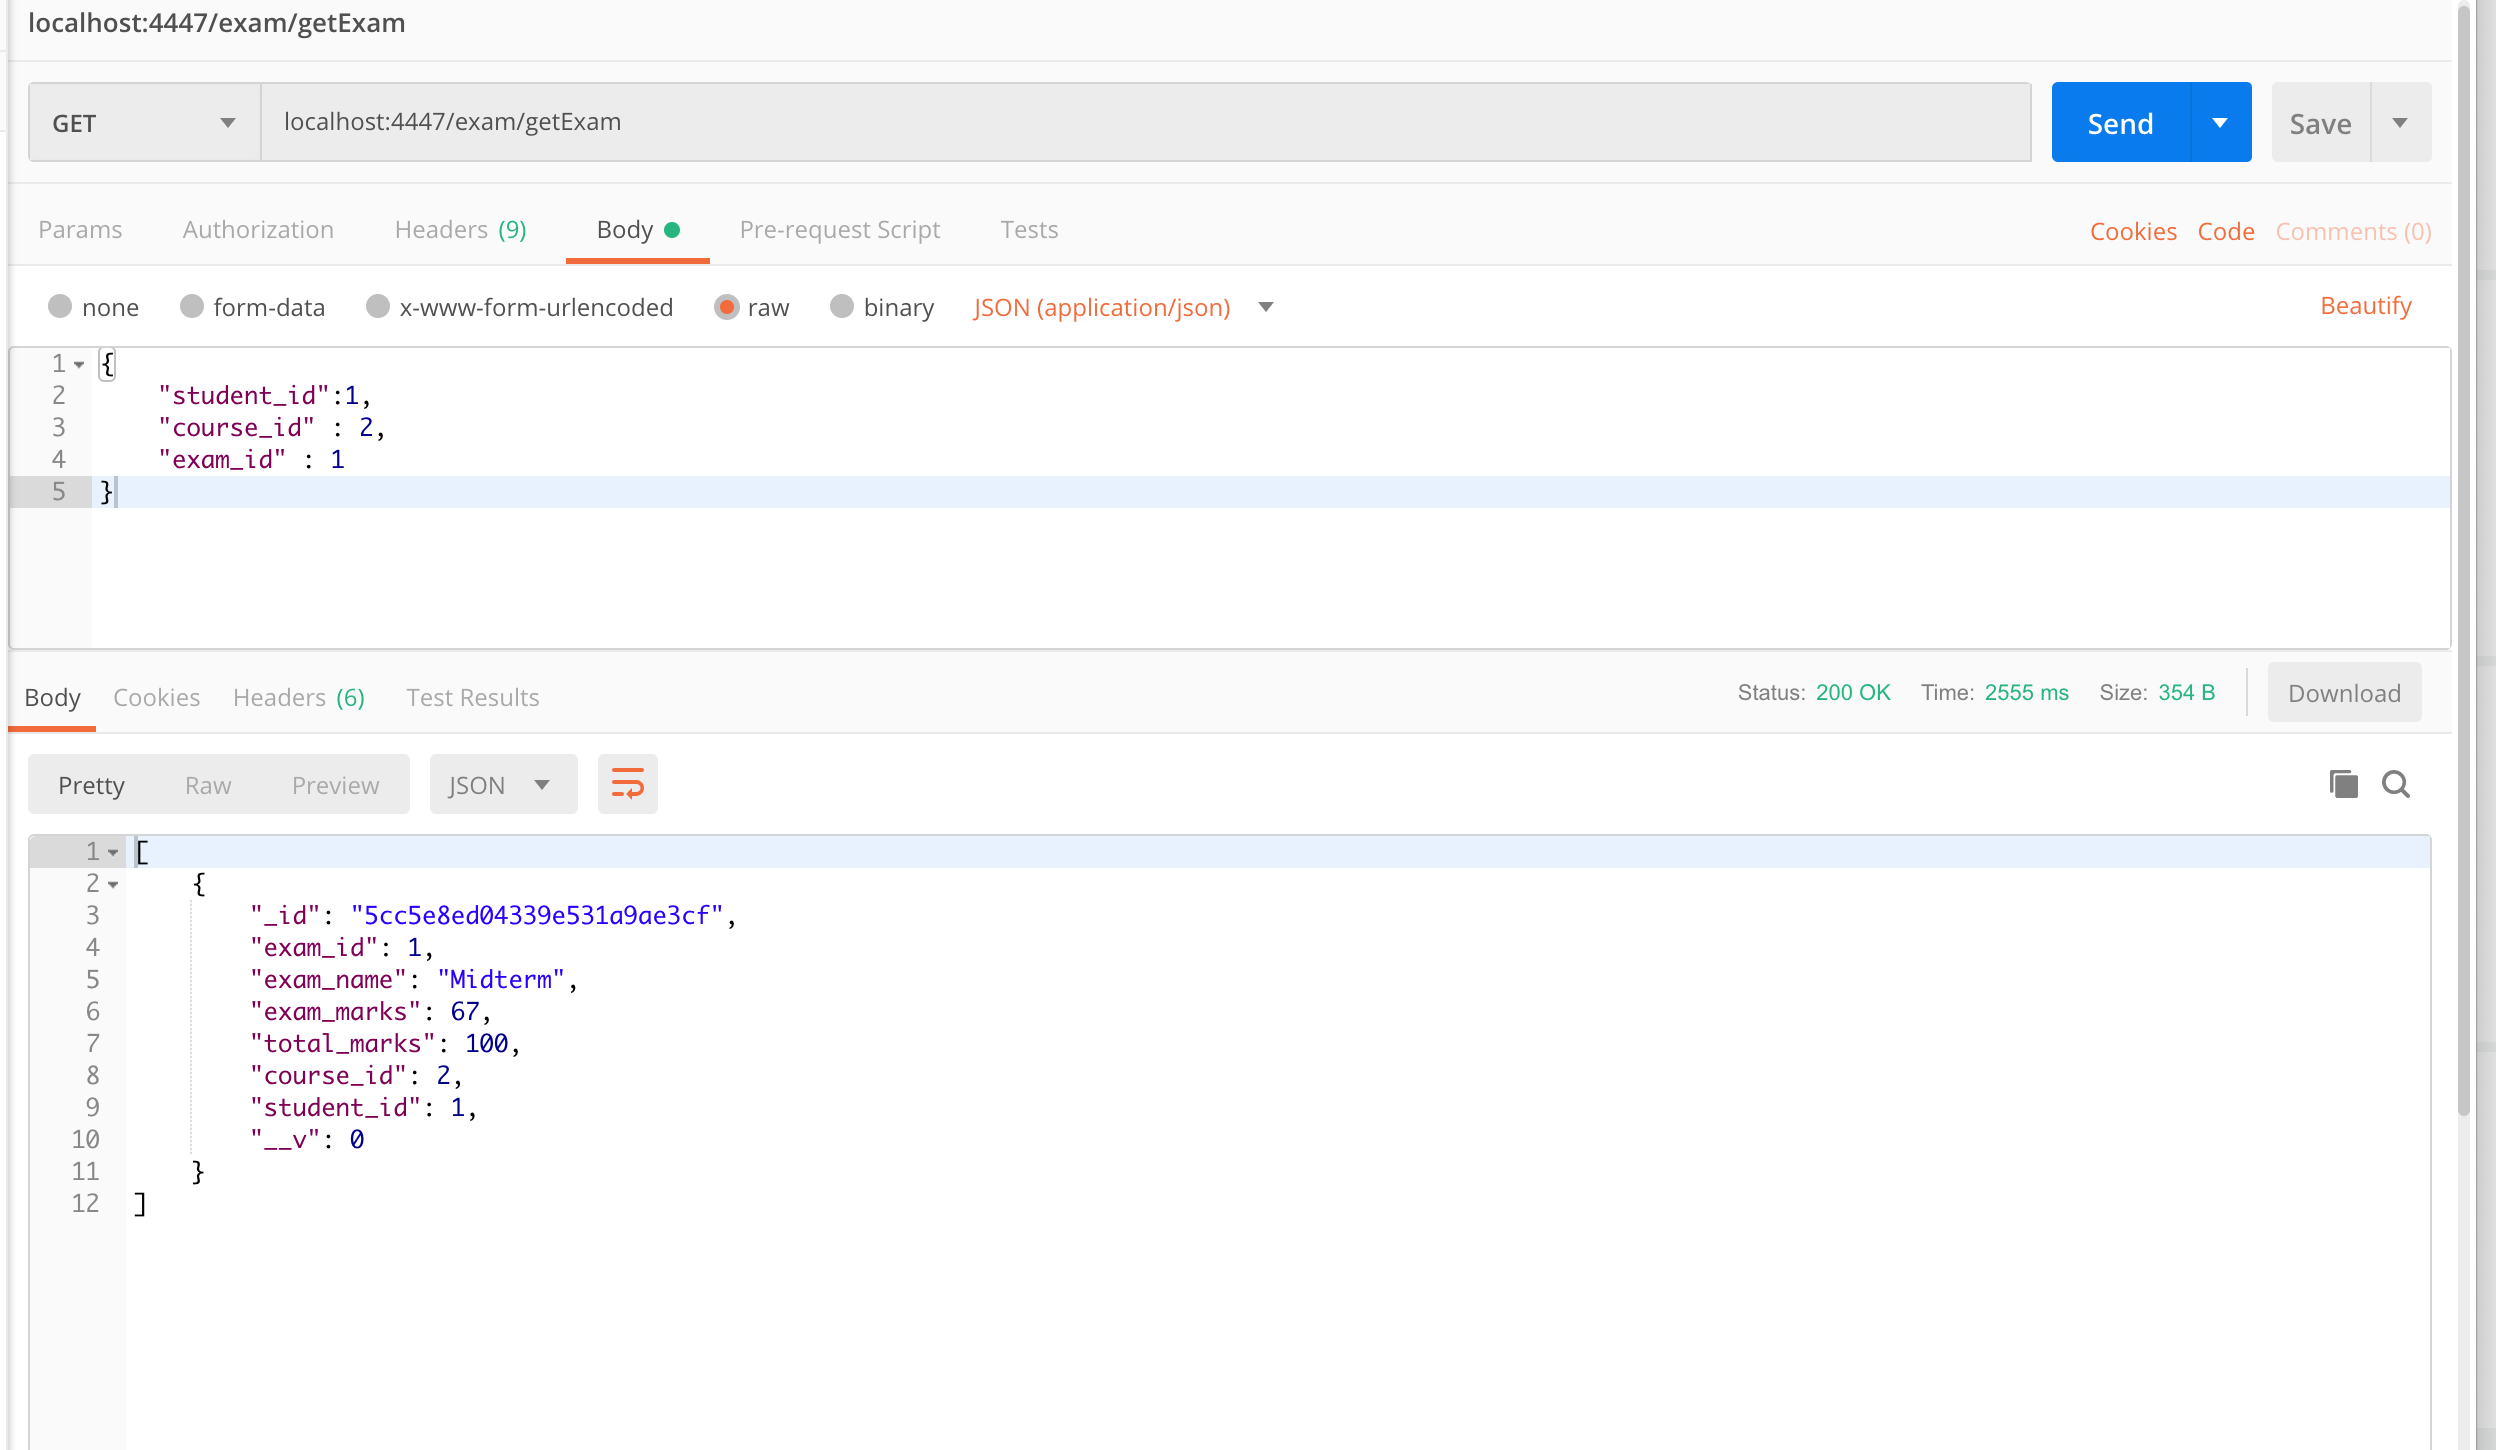 localhost:4447/exam/getExam
GET localhost:4447/exam/getExam Send Save
Params Authorization Headers (9) Body Pre-request Script Tests Cookies Code Comments (0)
none form-data x-www-form-urlencoded raw binary JSON (application/json) Beautify
1 {
2 "student_id":1,
3 "course_id" : 2,
4 "exam_id" : 1
5 }
Body Cookies Headers (6) Test Results Status: 200 OK Time: 2555 ms Size: 354 B Download
Pretty Raw Preview JSON
1 [
2 {
3 "_id": "5cc5e8ed04339e531a9ae3cf",
4 "exam_id": 1,
5 "exam_name": "Midterm",
6 "exam_marks": 67,
7 "total_marks": 100,
8 "course_id": 2,
9 "student_id": 1,
10 "__v": 0
11 }
12 ]